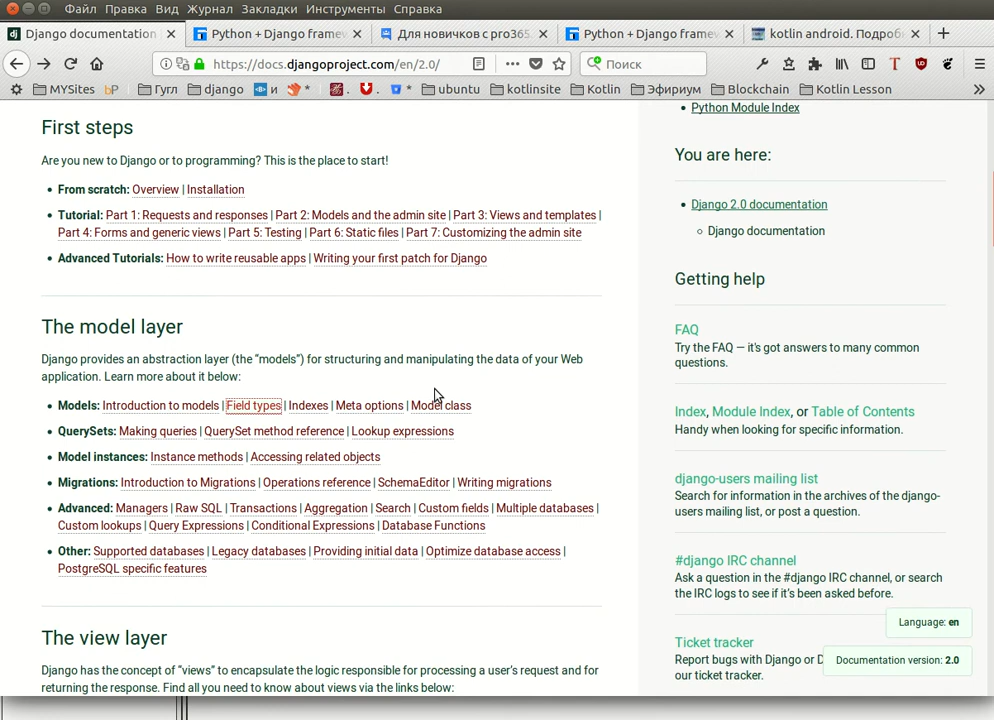 Файл Правка Вид Журнал Закладки Инструменты Справка
Django documentation
Python + Django framew
Для новичков с pro365
Python + Django framew
kotlin android. Подробн
https://docs.djangoproject.com/en/2.0/
Поиск
MYSites
Гугл
django
и
*
.
.
*
ubuntu
kotlinsite
Kotlin
Эфириум
Blockchain
Kotlin Lesson
First steps
Are you new to Django or to programming? This is the place to start!
From scratch: Overview | Installation
Tutorial: Part 1: Requests and responses | Part 2: Models and the admin site | Part 3: Views and templates |
Part 4: Forms and generic views | Part 5: Testing | Part 6: Static files | Part 7: Customizing the admin site
Advanced Tutorials: How to write reusable apps | Writing your first patch for Django
The model layer
Django provides an abstraction layer (the “models”) for structuring and manipulating the data of your Web
application. Learn more about it below:
Models: Introduction to models | Field types | Indexes | Meta options | Model class
QuerySets: Making queries | QuerySet method reference | Lookup expressions
Model instances: Instance methods | Accessing related objects
Migrations: Introduction to Migrations | Operations reference | SchemaEditor | Writing migrations
Advanced: Managers | Raw SQL | Transactions | Aggregation | Search | Custom fields | Multiple databases |
Custom lookups | Query Expressions | Conditional Expressions | Database Functions
Other: Supported databases | Legacy databases | Providing initial data | Optimize database access |
PostgreSQL specific features
The view layer
Django has the concept of “views” to encapsulate the logic responsible for processing a user’s request and for
returning the response. Find all you need to know about views via the links below:
Python Module Index
You are here:
Django 2.0 documentation
Django documentation
Getting help
FAQ
Try the FAQ — it's got answers to many common
questions.
Index, Module Index, or Table of Contents
Handy when looking for specific information.
django-users mailing list
Search for information in the archives of the django-
users mailing list, or post a question.
#django IRC channel
Ask a question in the #django IRC channel, or search
the IRC logs to see if it’s been asked before.
Language: en
Ticket tracker
Report bugs with Django or D
our ticket tracker.
Documentation version: 2.0